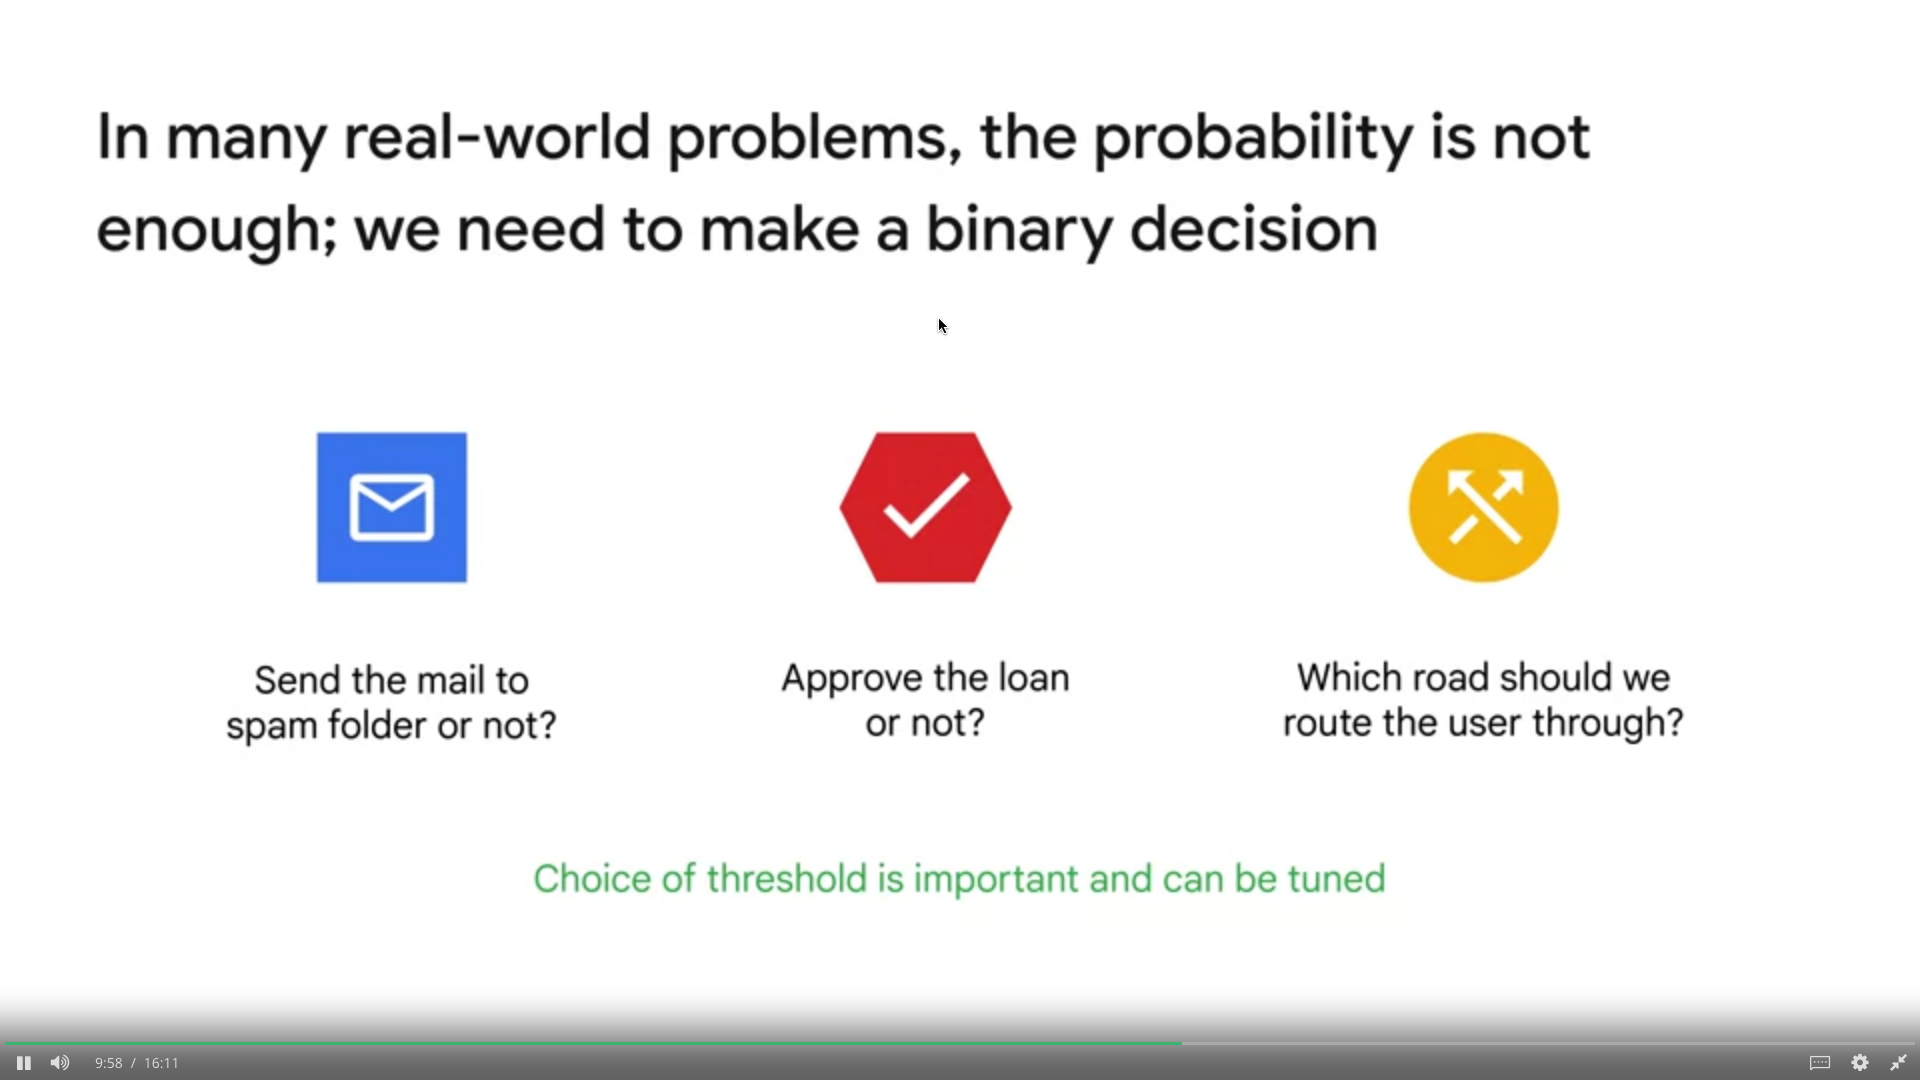 In many real-world problems, the probability is not
enough; we need to make a binary decision
Send the mail to
spam folder or not?
Approve the loan
or not?
Which road should we
route the user through?
Choice of threshold is important and can be tuned
9:58 / 16:11